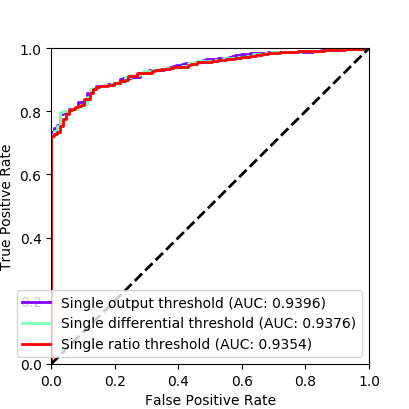 1.0
0.8
0.6
0.4
0.2
0.0
True Positive Rate
Single output threshold (AUC: 0.9396)
Single differential threshold (AUC: 0.9376)
Single ratio threshold (AUC: 0.9354)
0.0 0.2 0.4 0.6 0.8 1.0
False Positive Rate